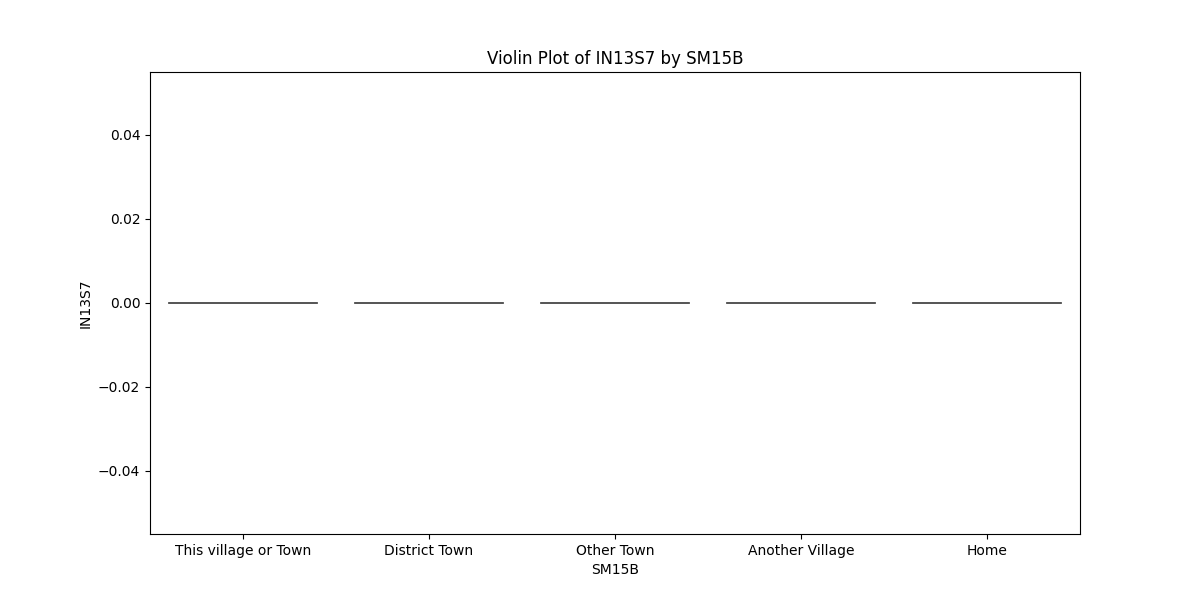 Violin Plot of IN13S7 by SM15B
0.04
0.02
0.00
−0.02
−0.04
IN13S7
This village or Town
District Town
Other Town
Another Village
Home
SM15B